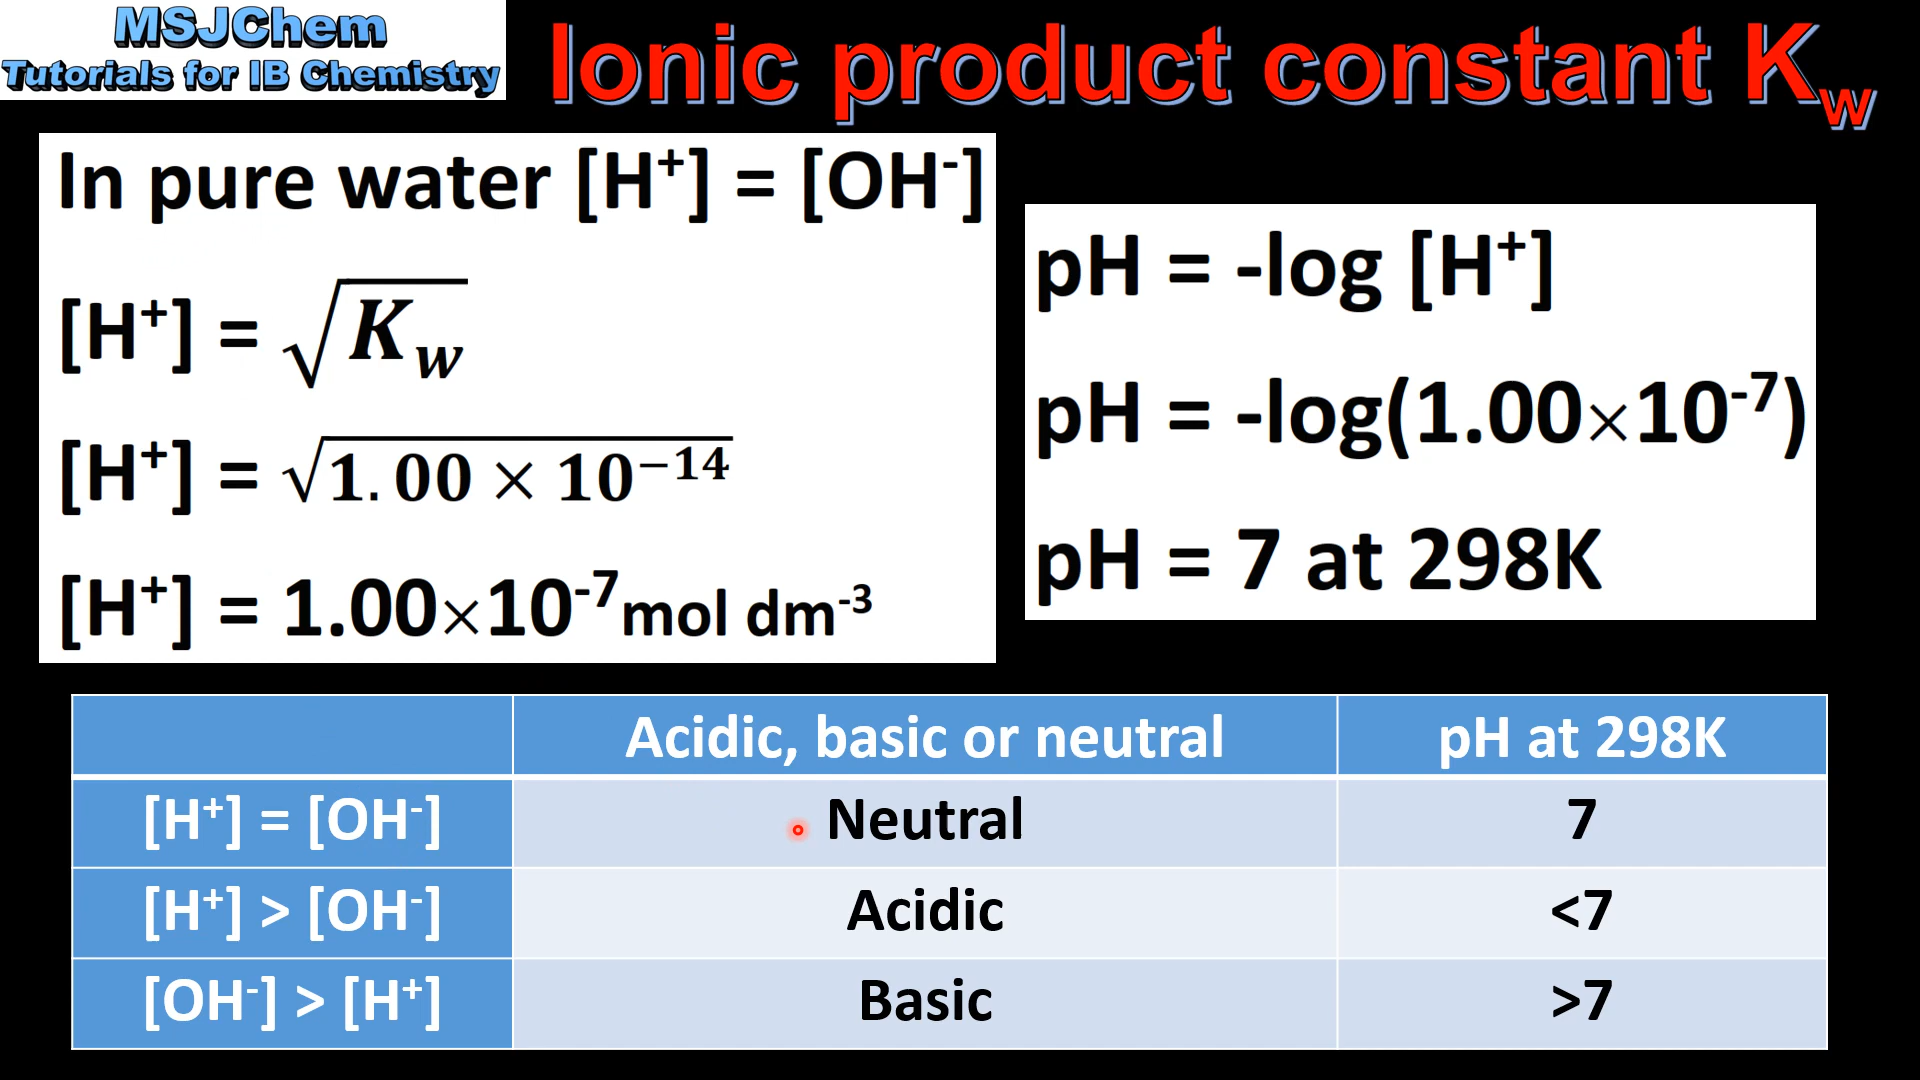 MSJChem
Tutorials for IB Chemistry
Ionic product constant Kw
In pure water [H⁺] = [OH⁻]
[H⁺] = √Kw
[H⁺] = √1.00 × 10⁻¹⁴
[H⁺] = 1.00×10⁻⁷mol dm⁻³
pH = -log [H⁺]
pH = -log(1.00×10⁻⁷)
pH = 7 at 298K
Acidic, basic or neutral pH at 298K
[H⁺] = [OH⁻] Neutral 7
[H⁺] > [OH⁻] Acidic <7
[OH⁻] > [H⁺] Basic >7